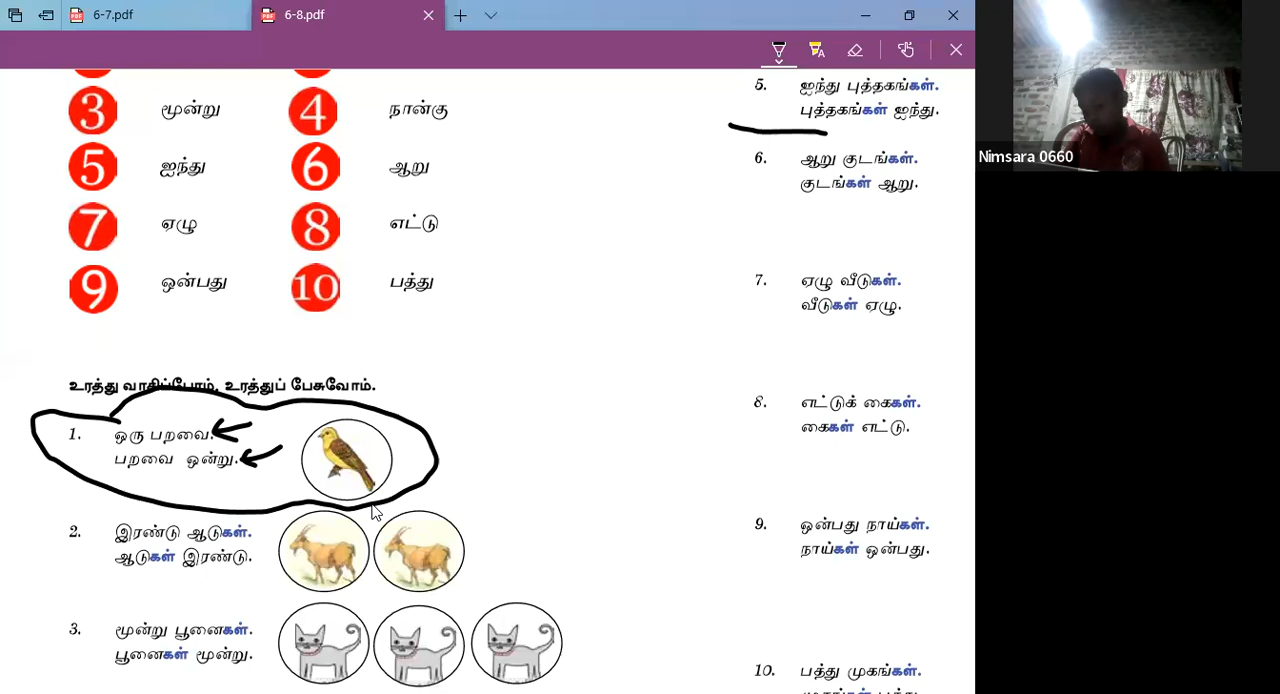 6-7.pdf
6-8.pdf
3 மூன்று 4 நான்கு
5 ஐந்து 6 ஆறு
7 ஏழு 8 எட்டு
9 ஒன்பது 10 பத்து
உரத்து வாசிப்போம், உரத்துப் பேசுவோம்.
1. ஒரு பறவை.
பறவை ஒன்று.
2. இரண்டு ஆடுகள்.
ஆடுகள் இரண்டு.
3. மூன்று பூனைகள்.
பூனைகள் மூன்று.
5. ஐந்து புத்தகங்கள்.
புத்தகங்கள் ஐந்து.
6. ஆறு குடங்கள்.
குடங்கள் ஆறு.
7. ஏழு வீடுகள்.
வீடுகள் ஏழு.
8. எட்டுக் கைகள்.
கைகள் எட்டு.
9. ஒன்பது நாய்கள்.
நாய்கள் ஒன்பது.
10. பத்து முகங்கள்.
Nimsara 0660